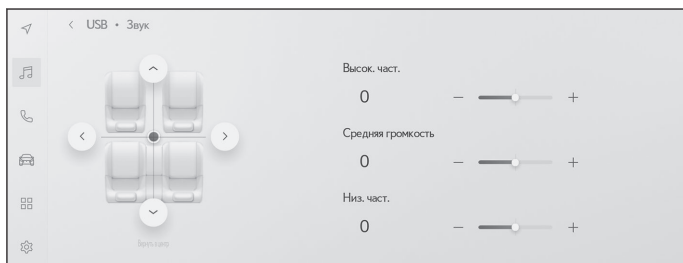 USB • Звук
Высок. част.
0
Средняя громкость
0
Низ. част.
0